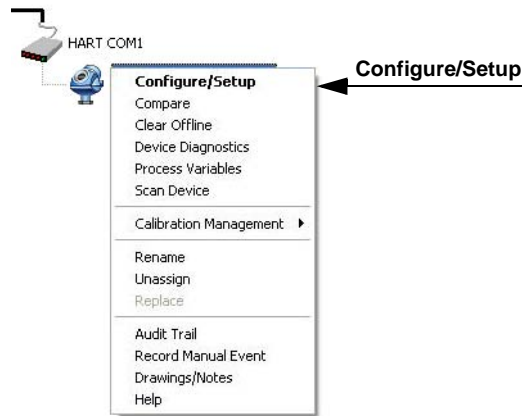 HART COM1
Configure/Setup
Configure/Setup
Compare
Clear Offline
Device Diagnostics
Process Variables
Scan Device
Calibration Management
Rename
Unassign
Replace
Audit Trail
Record Manual Event
Drawings/Notes
Help